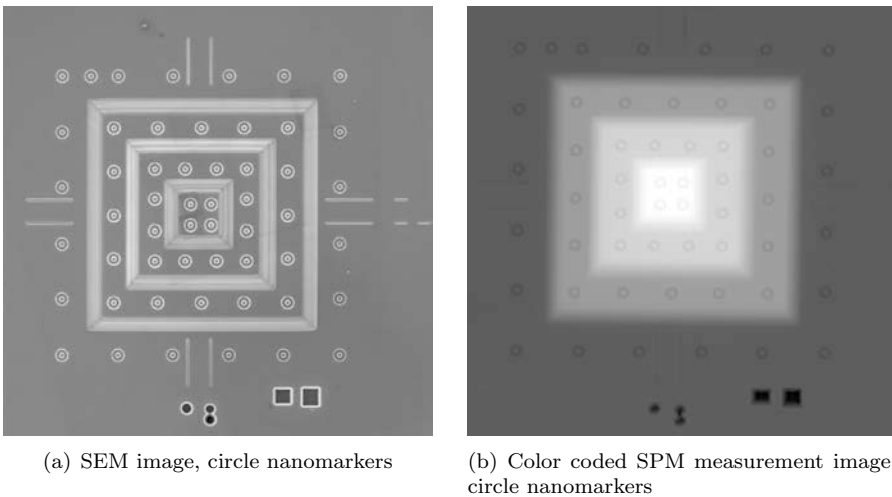 (a) SEM image, circle nanomarkers
(b) Color coded SPM measurement image
circle nanomarkers